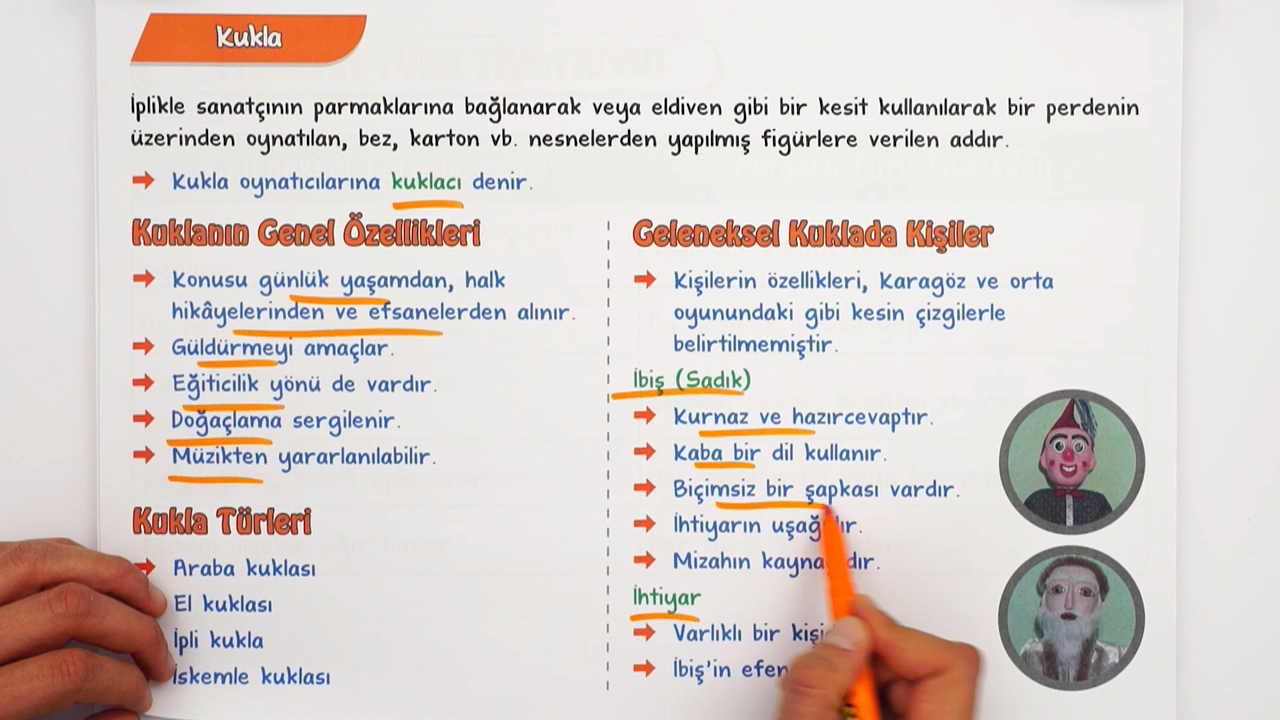 Kukla
İplikle sanatçının parmaklarına bağlanarak veya eldiven gibi bir kesit kullanılarak bir perdenin
üzerinden oynatılan, bez, karton vb. nesnelerden yapılmış figürlere verilen addır.
Kukla oynatıcılarına kuklacı denir.
Kuklanın Genel Özellikleri
Konusu günlük yaşamdan, halk
hikâyelerinden ve efsanelerden alınır.
Güldürmeyi amaçlar.
Eğiticilik yönü de vardır.
Doğaçlama sergilenir.
Müzikten yararlanılabilir.
Kukla Türleri
Araba kuklası
El kuklası
İpli kukla
İskemle kuklası
Geleneksel Kuklada Kişiler
Kişilerin özellikleri, Karagöz ve orta
oyunundaki gibi kesin çizgilerle
belirtilmemiştir.
İbiş (Sadık)
Kurnaz ve hazırcevaptır.
Kaba bir dil kullanır.
Biçimsiz bir şapkası vardır.
İhtiyarın
Mizahın
İhtiyar
Varlıklı bir
İbiş'in